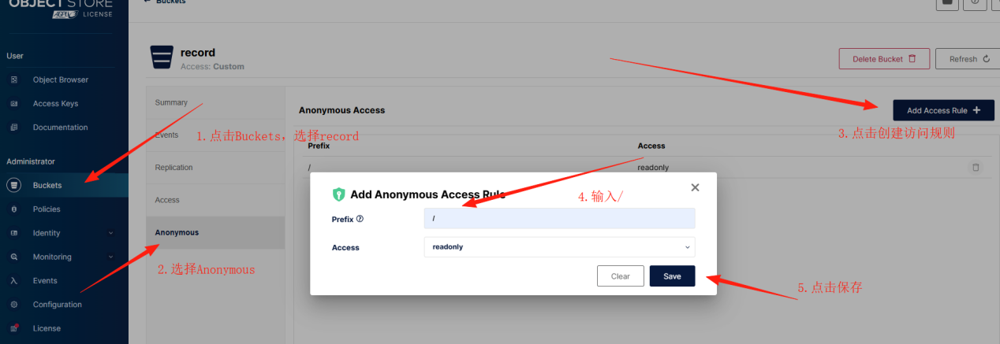 OBJECT STORE
LICENSE
User
Object Browser
Access Keys
Documentation
Administrator
Buckets
Policies
Identity
Monitoring
Events
Configuration
License
← Buckets
record
Access: Custom
Delete Bucket
Refresh
Summary
Events
Replication
Access
Anonymous
Anonymous Access
Add Access Rule +
Prefix
Access
/
readonly
Add Anonymous Access Rule
Prefix
/
Access
readonly
Clear
Save
1.点击Buckets，选择record
2.选择Anonymous
3.点击创建访问规则
4.输入/
5.点击保存